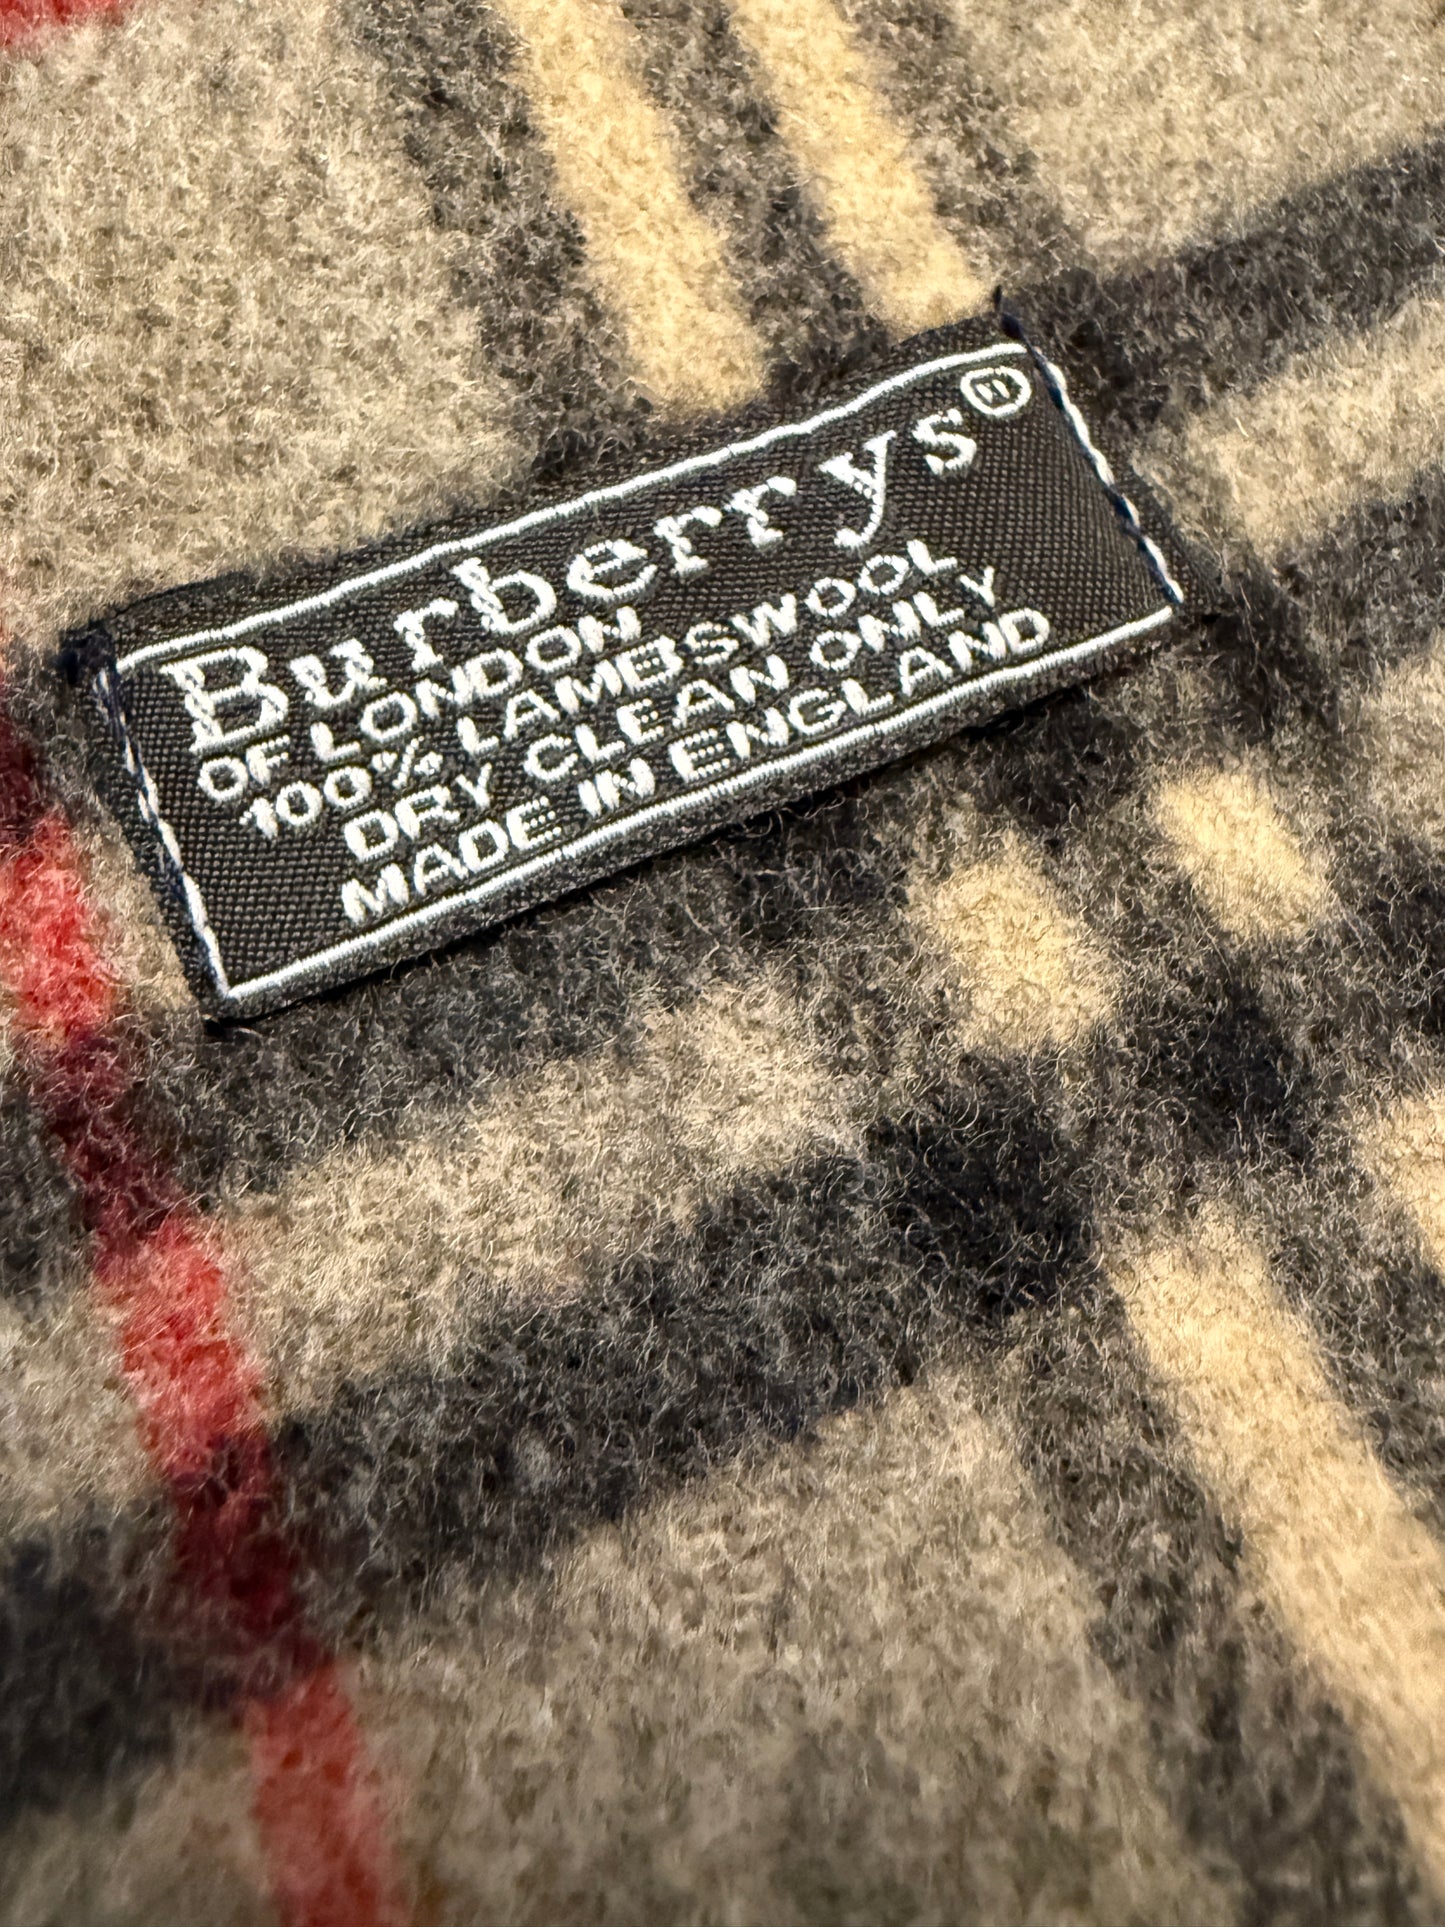 Burberrys®
OF LONDON
100% LAMBSWOOL
DRY CLEAN ONLY
MADE IN ENGLAND